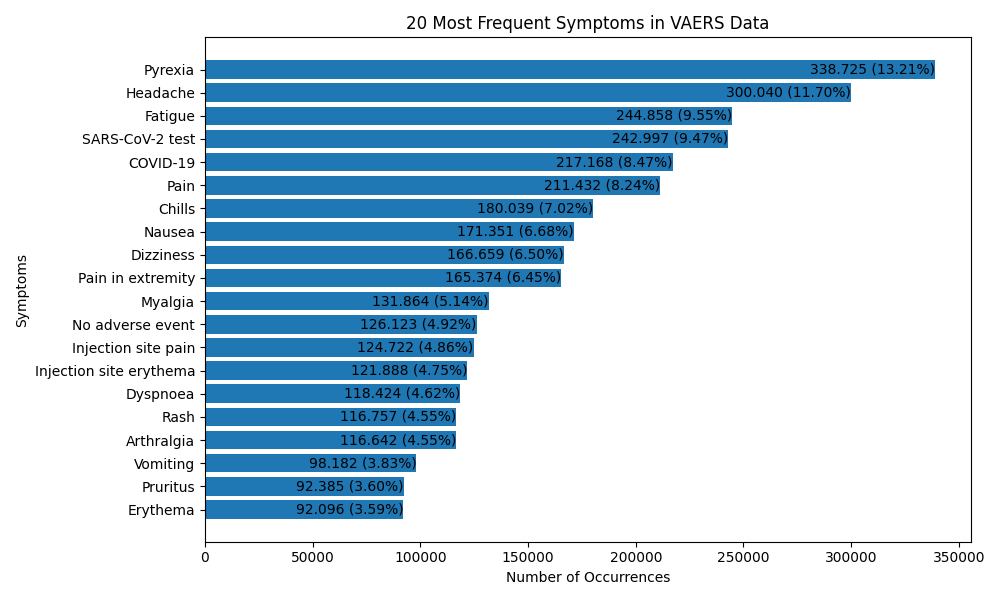 20 Most Frequent Symptoms in VAERS Data
Symptoms
Pyrexia 338.725 (13.21%)
Headache 300.040 (11.70%)
Fatigue 244.858 (9.55%)
SARS-CoV-2 test 242.997 (9.47%)
COVID-19 217.168 (8.47%)
Pain 211.432 (8.24%)
Chills 180.039 (7.02%)
Nausea 171.351 (6.68%)
Dizziness 166.659 (6.50%)
Pain in extremity 165.374 (6.45%)
Myalgia 131.864 (5.14%)
No adverse event 126.123 (4.92%)
Injection site pain 124.722 (4.86%)
Injection site erythema 121.888 (4.75%)
Dyspnoea 118.424 (4.62%)
Rash 116.757 (4.55%)
Arthralgia 116.642 (4.55%)
Vomiting 98.182 (3.83%)
Pruritus 92.385 (3.60%)
Erythema 92.096 (3.59%)
0 50000 100000 150000 200000 250000 300000 350000
Number of Occurrences